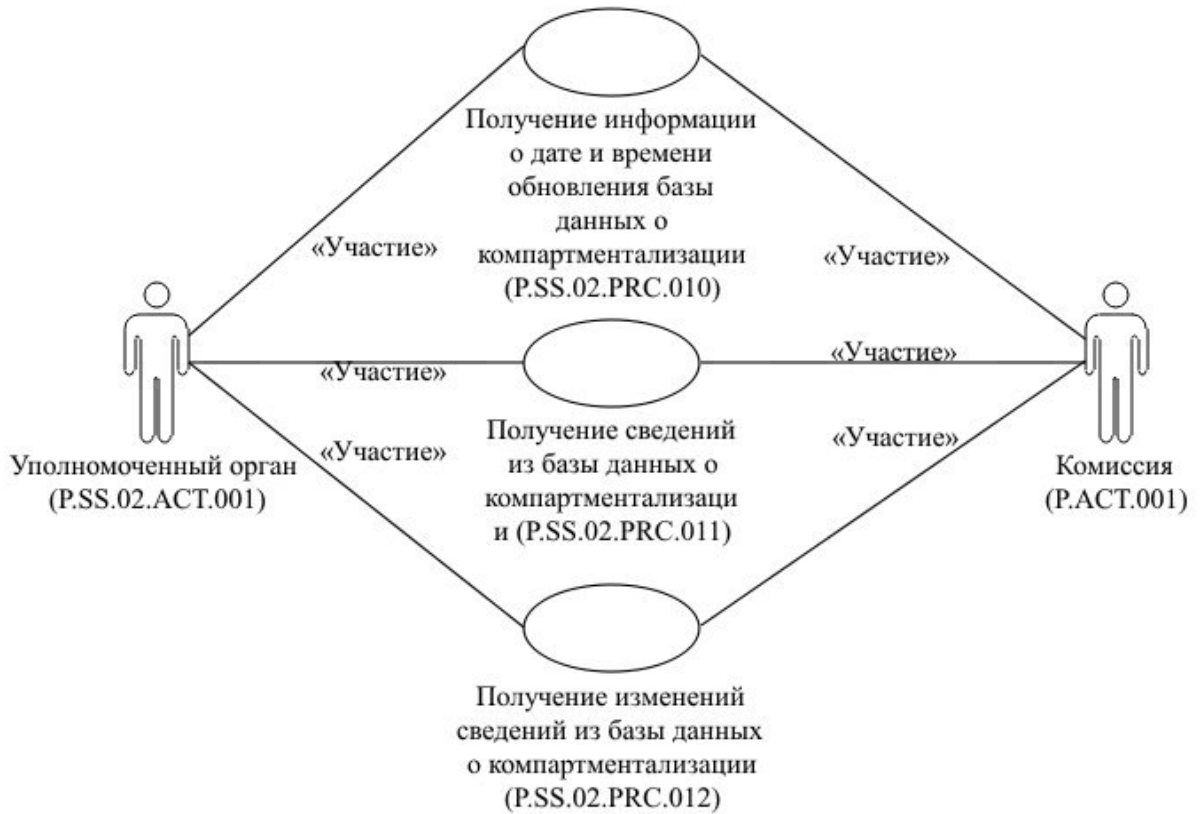 Получение информации
о дате и времени
обновления базы
данных о
компартментализации
(P.SS.02.PRC.010)
«Участие»
«Участие»
«Участие»
«Участие»
Получение сведений
из базы данных о
компартментализаци
и (P.SS.02.PRC.011)
«Участие»
«Участие»
Уполномоченный орган
(P.SS.02.ACT.001)
Комиссия
(P.ACT.001)
Получение изменений
сведений из базы данных
о компартментализации
(P.SS.02.PRC.012)